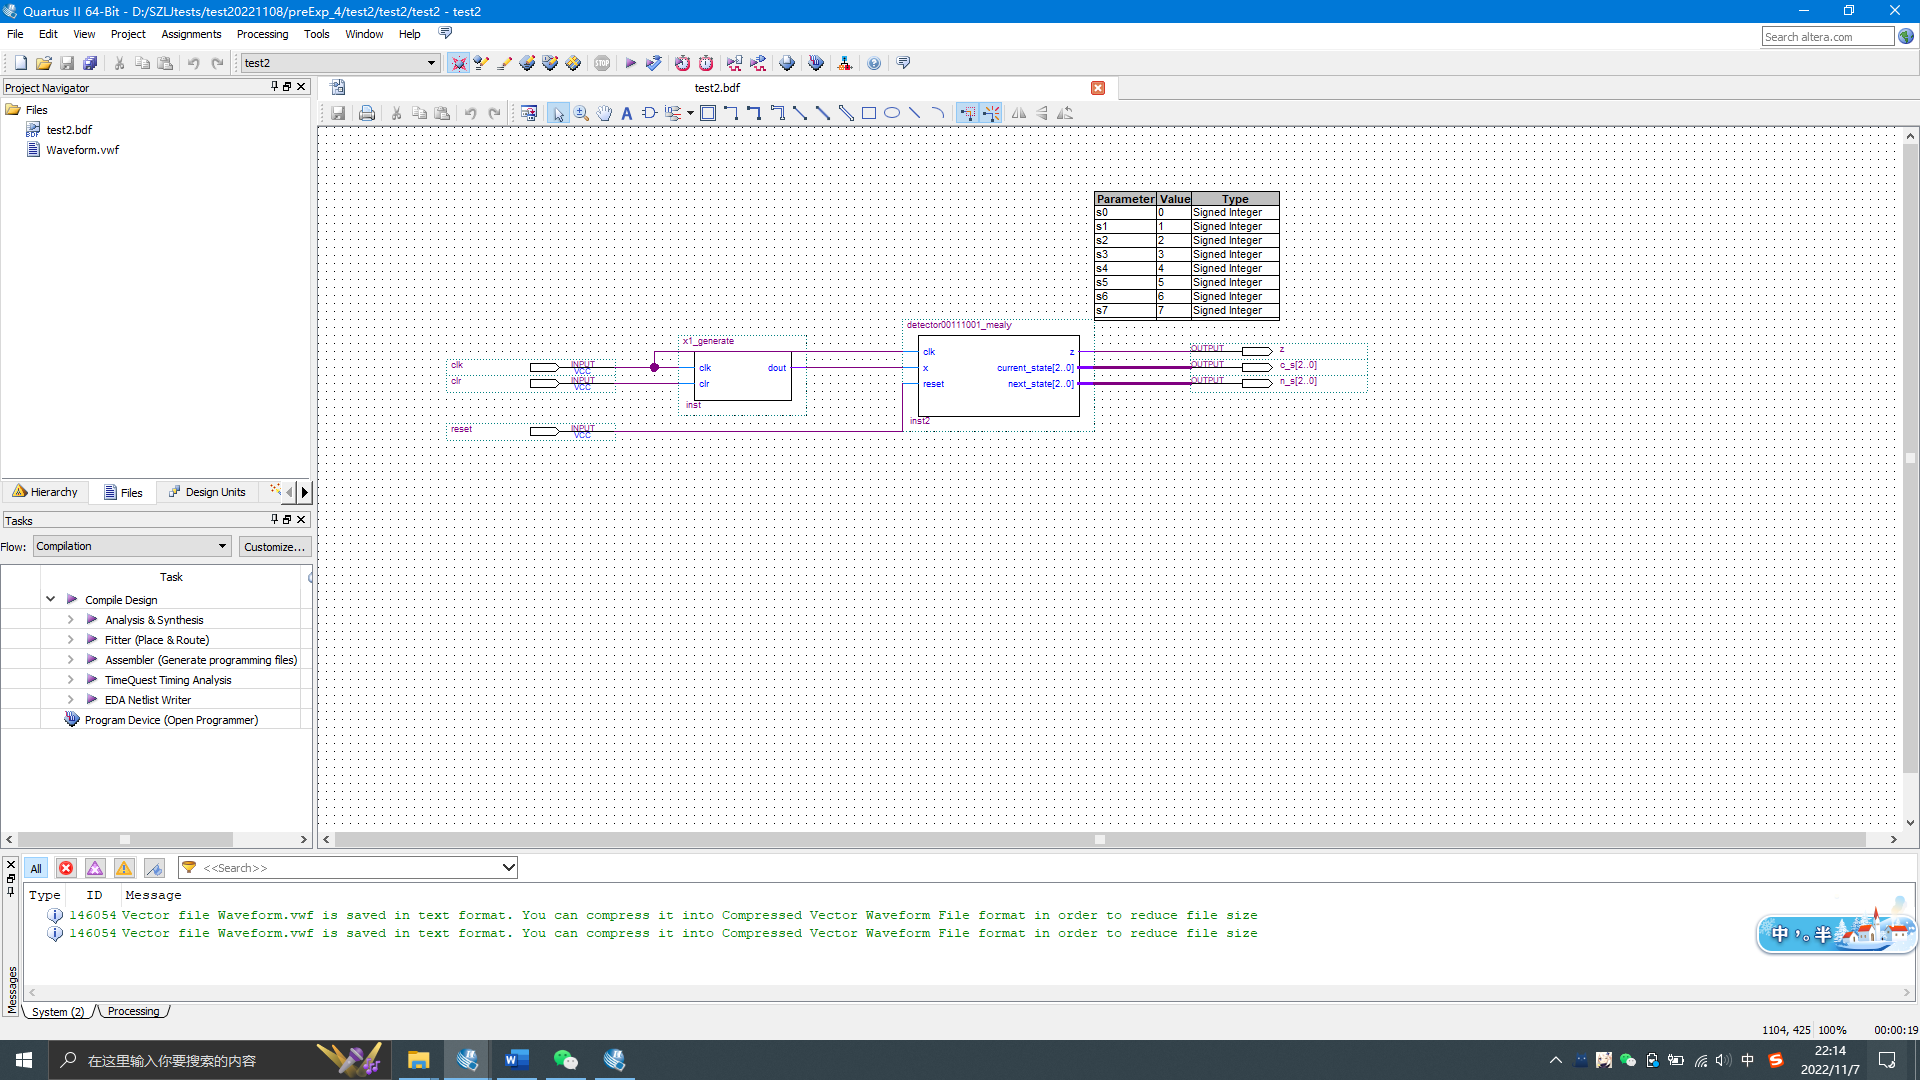 Quartus II 64-Bit - D:/SZLJtests/test20221108/preExp_4/test2/test2/test2 - test2
File Edit View Project Assignments Processing Tools Window Help
Search altera.com
test2
Project Navigator
test2.bdf
Files
test2.bdf
Waveform.vwf
Parameter Value Type
s0 0 Signed Integer
s1 1 Signed Integer
s2 2 Signed Integer
s3 3 Signed Integer
s4 4 Signed Integer
s5 5 Signed Integer
s6 6 Signed Integer
s7 7 Signed Integer
detector00111001_mealy
clk z
x current_state[2..0]
reset next_state[2..0]
inst2
x1_generate
clk dout
clr
inst
clk INPUT VCC
clr INPUT VCC
reset INPUT VCC
OUTPUT z
OUTPUT c_s[2..0]
OUTPUT n_s[2..0]
Hierarchy Files Design Units
Tasks
Flow: Compilation Customize...
Task
Compile Design
Analysis & Synthesis
Fitter (Place & Route)
Assembler (Generate programming files)
TimeQuest Timing Analysis
EDA Netlist Writer
Program Device (Open Programmer)
All <<Search>>
Type ID Message
146054 Vector file Waveform.vwf is saved in text format. You can compress it into Compressed Vector Waveform File format in order to reduce file size
146054 Vector file Waveform.vwf is saved in text format. You can compress it into Compressed Vector Waveform File format in order to reduce file size
中 ，。半
Messages
System (2) Processing
1104, 425 100% 00:00:19
在这里输入你要搜索的内容
中
22:14
2022/11/7